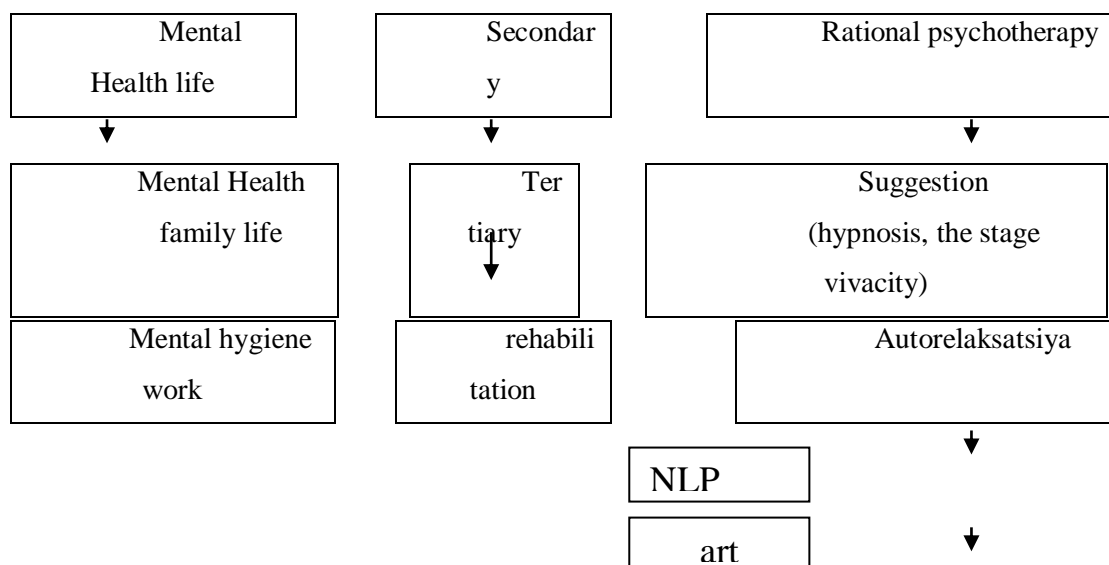 Mental
Health life
Secondar
y
Rational psychotherapy
Mental Health
family life
Ter
tiary
Suggestion
(hypnosis, the stage
vivacity)
Mental hygiene
work
rehabili
tation
Autorelaksatsiya
NLP
art